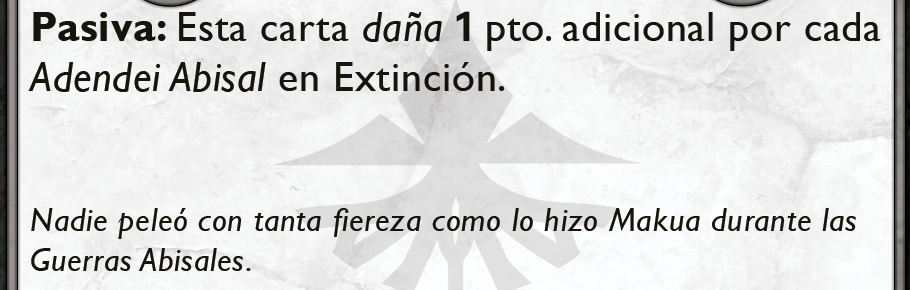 Pasiva: Esta carta daña 1 pto. adicional por cada
Adendei Abisal en Extinción.
Nadie peleó con tanta fiereza como lo hizo Makua durante las
Guerras Abisales.